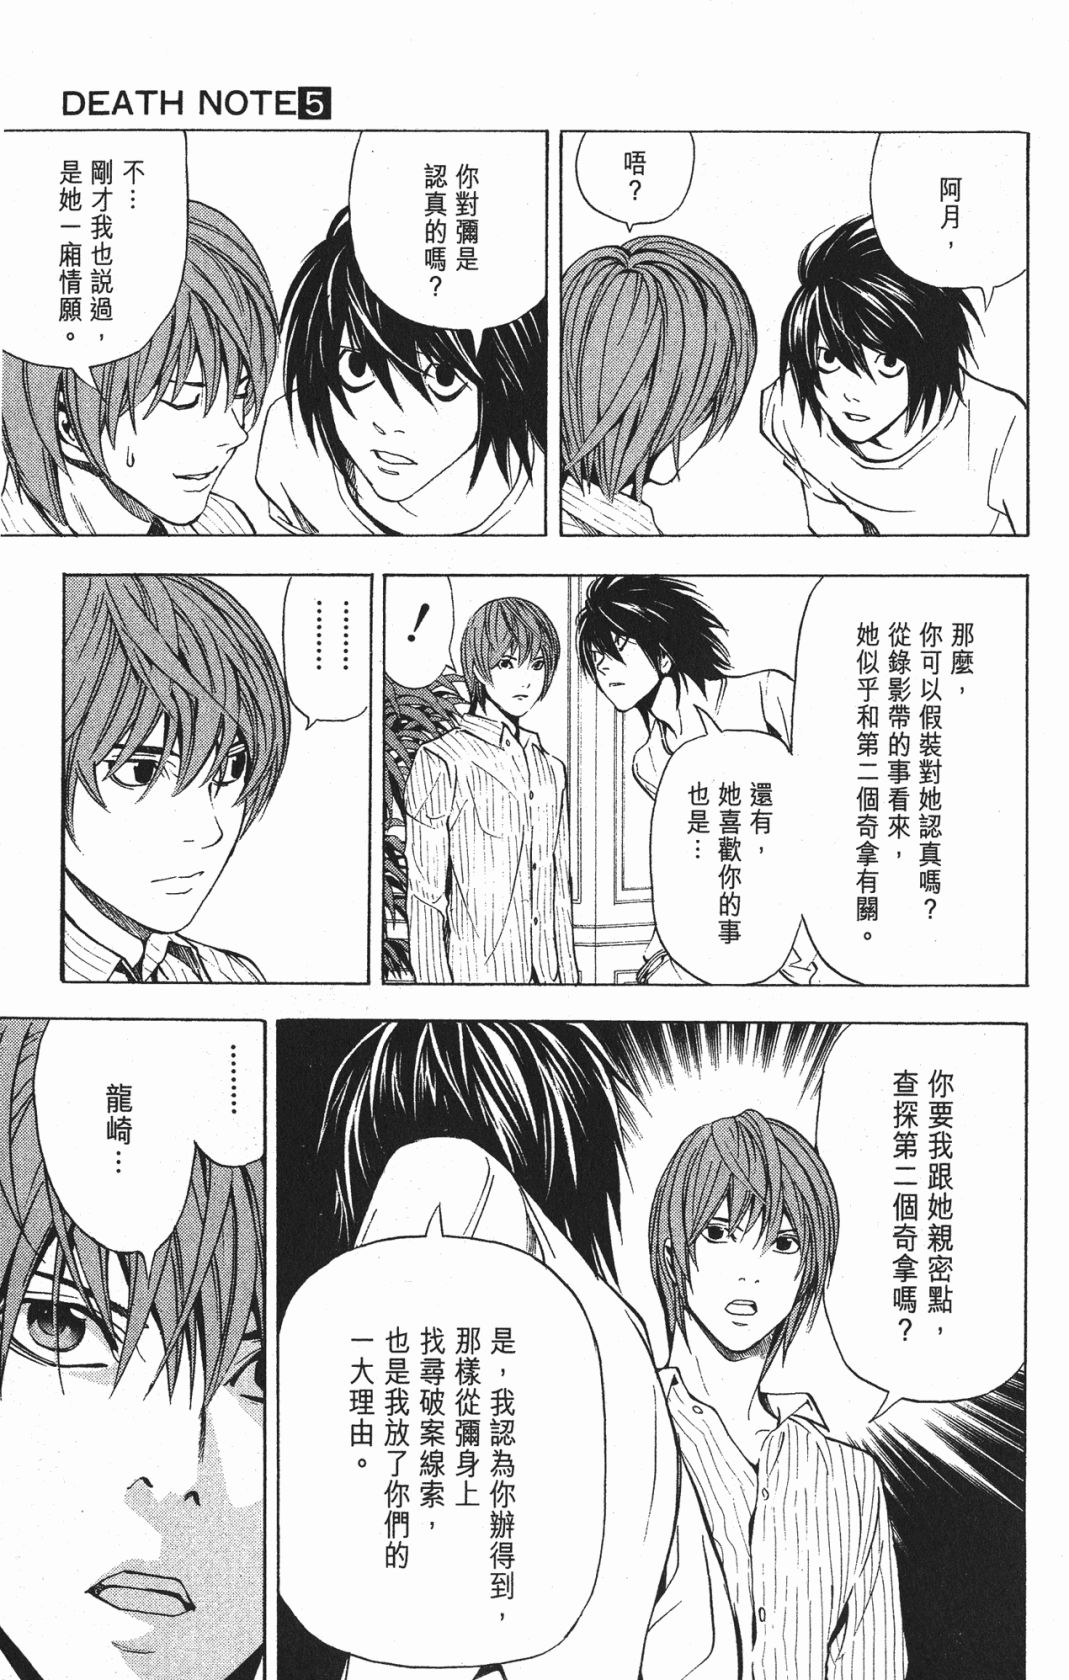 DEATH NOTE 5
阿月，
唔？
你對彌是
認真的嗎？
不⋯
剛才我也說過，
是她一廂情願。
那麼，
你可以假裝對她認真嗎？
從錄影帶的事看來，
她似乎和第二個奇拿有關。
還有，
她喜歡你的事
也是⋯
！
⋯⋯⋯
⋯⋯⋯
你要我跟她親密點，
查探第二個奇拿嗎？
是，我認為你辦得到，
那樣從彌身上
找尋破案線索，
也是我放了你們的
一大理由。
⋯⋯⋯
龍崎⋯